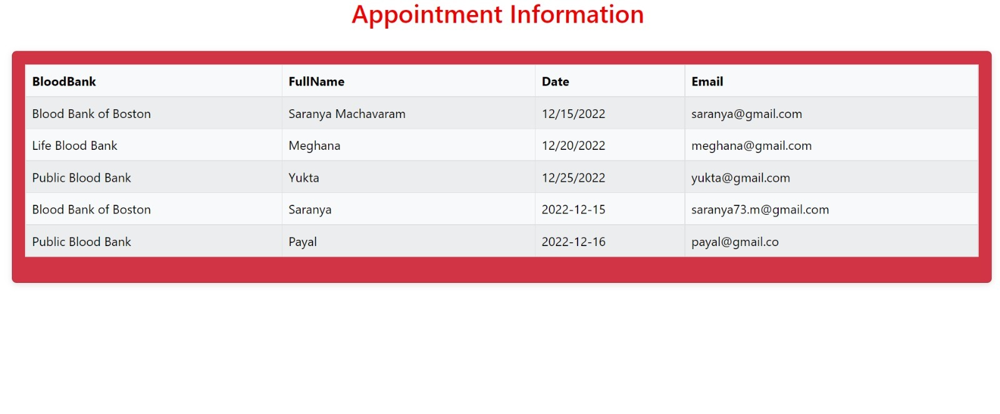 Appointment Information
BloodBank FullName Date Email
Blood Bank of Boston Saranya Machavaram 12/15/2022 saranya@gmail.com
Life Blood Bank Meghana 12/20/2022 meghana@gmail.com
Public Blood Bank Yukta 12/25/2022 yukta@gmail.com
Blood Bank of Boston Saranya 2022-12-15 saranya73.m@gmail.com
Public Blood Bank Payal 2022-12-16 payal@gmail.co